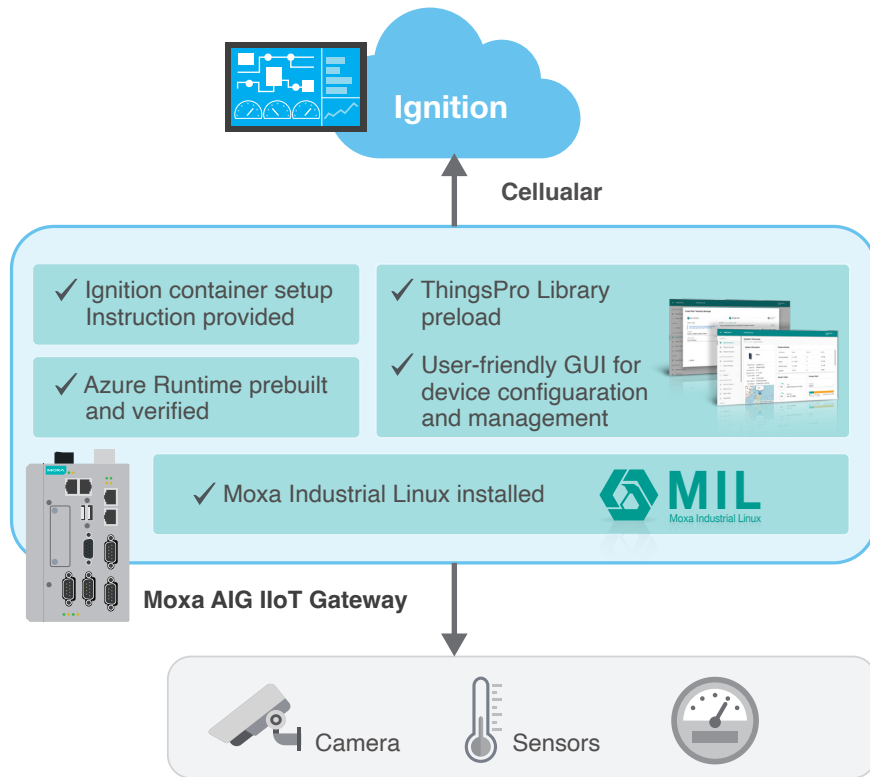 Ignition
Cellualar
✓ Ignition container setup
Instruction provided
✓ Azure Runtime prebuilt
and verified
✓ ThingsPro Library
preload
✓ User-friendly GUI for
device configuaration
and management
MOXA
✓ Moxa Industrial Linux installed
MIL
Moxa Industrial Linux
Moxa AIG IIoT Gateway
Camera
Sensors